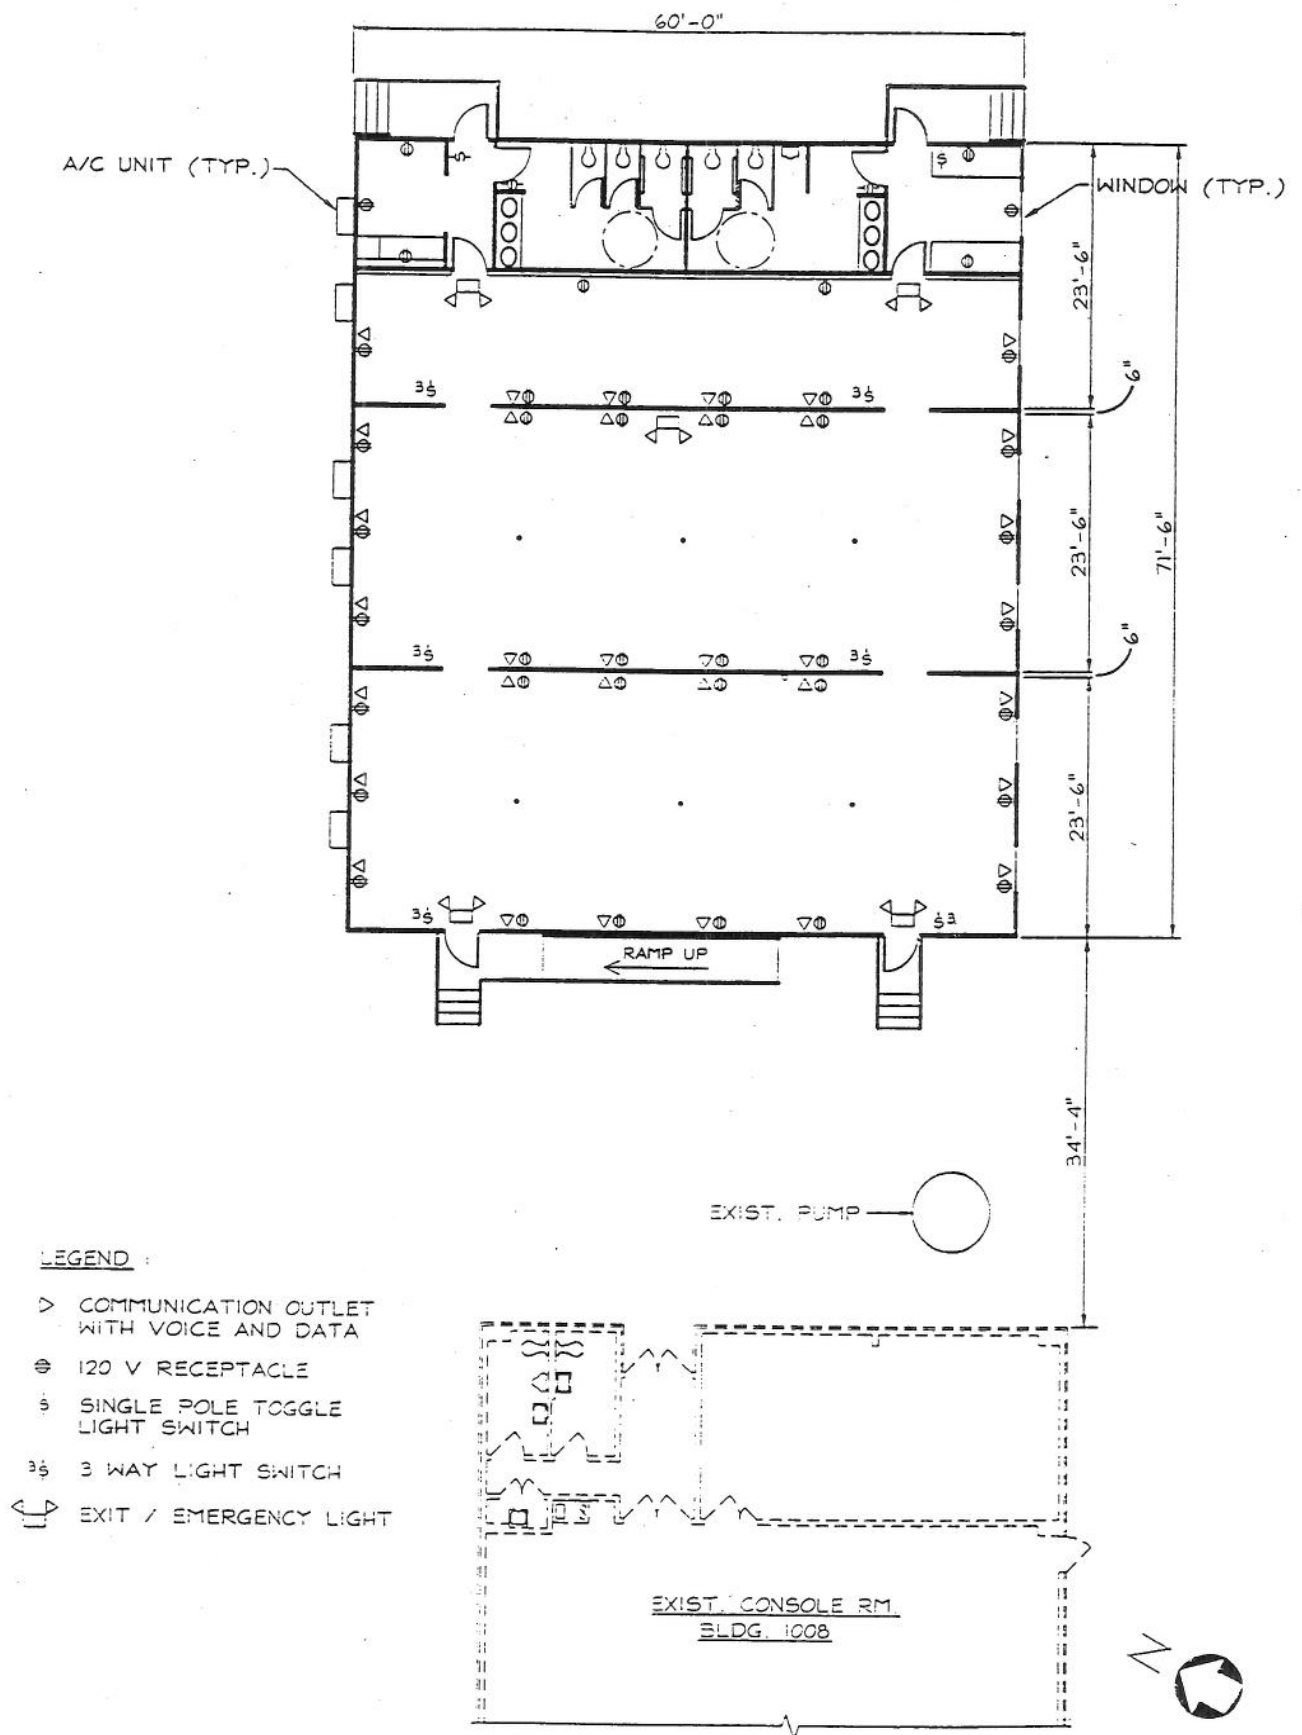 60'-0"
A/C UNIT (TYP.)
WINDOW (TYP.)
$
$
23'-6"
6"
3$
3$
23'-6"
71'-6"
6"
3$
3$
23'-6"
3$
$3
RAMP UP
34'-4"
EXIST. PUMP
LEGEND :
COMMUNICATION OUTLET
WITH VOICE AND DATA
120 V RECEPTACLE
$ SINGLE POLE TOGGLE
LIGHT SWITCH
3$ 3 WAY LIGHT SWITCH
EXIT / EMERGENCY LIGHT
EXIST. CONSOLE RM.
BLDG. 1008
N